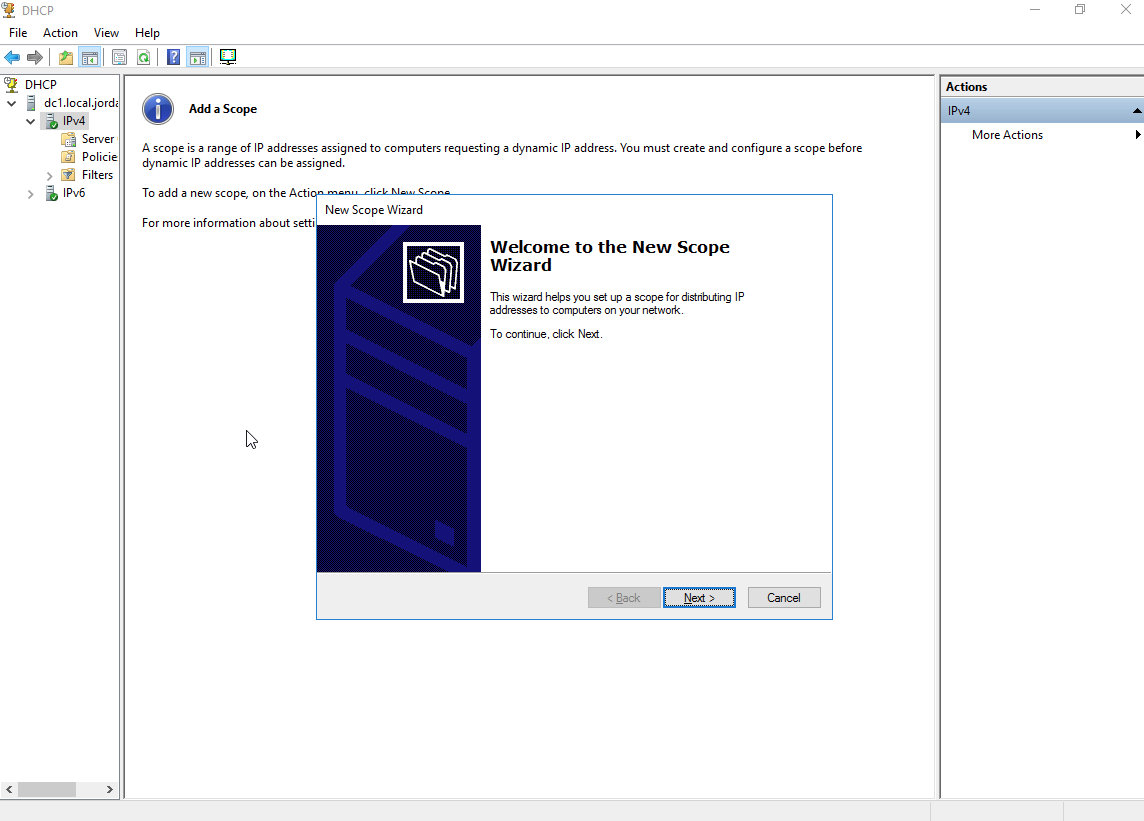 DHCP
File Action View Help
DHCP
dc1.local.jorda
IPv4
Server
Policie
Filters
IPv6
Add a Scope
A scope is a range of IP addresses assigned to computers requesting a dynamic IP address. You must create and configure a scope before
dynamic IP addresses can be assigned.
To add a new scope, on the Action menu, click New Scope.
For more information about setti
New Scope Wizard
Welcome to the New Scope
Wizard
This wizard helps you set up a scope for distributing IP
addresses to computers on your network.
To continue, click Next.
< Back Next > Cancel
Actions
IPv4
More Actions